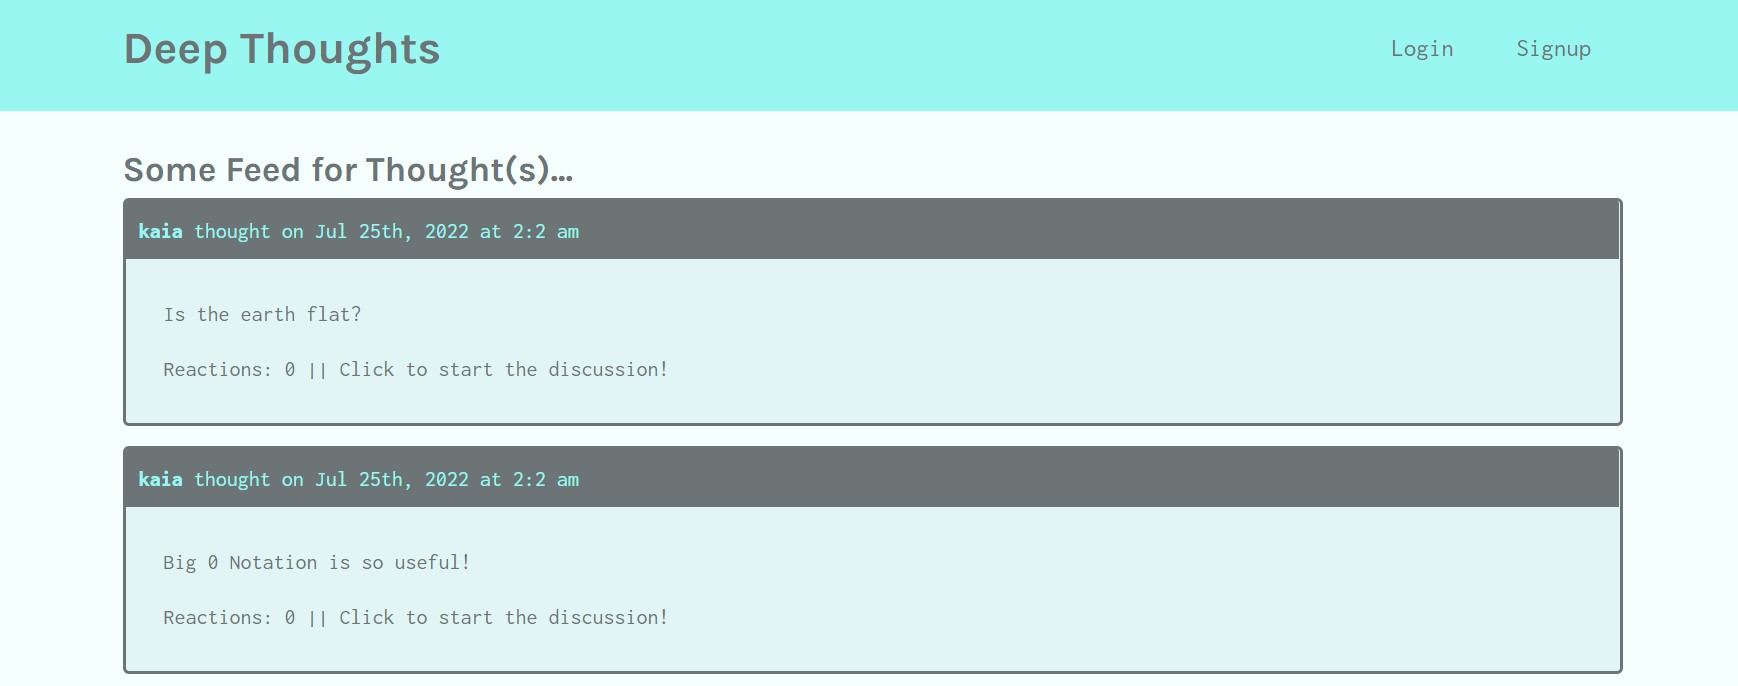 Deep Thoughts
Login Signup
Some Feed for Thought(s)...
kaia thought on Jul 25th, 2022 at 2:2 am
Is the earth flat?
Reactions: 0 || Click to start the discussion!
kaia thought on Jul 25th, 2022 at 2:2 am
Big 0 Notation is so useful!
Reactions: 0 || Click to start the discussion!